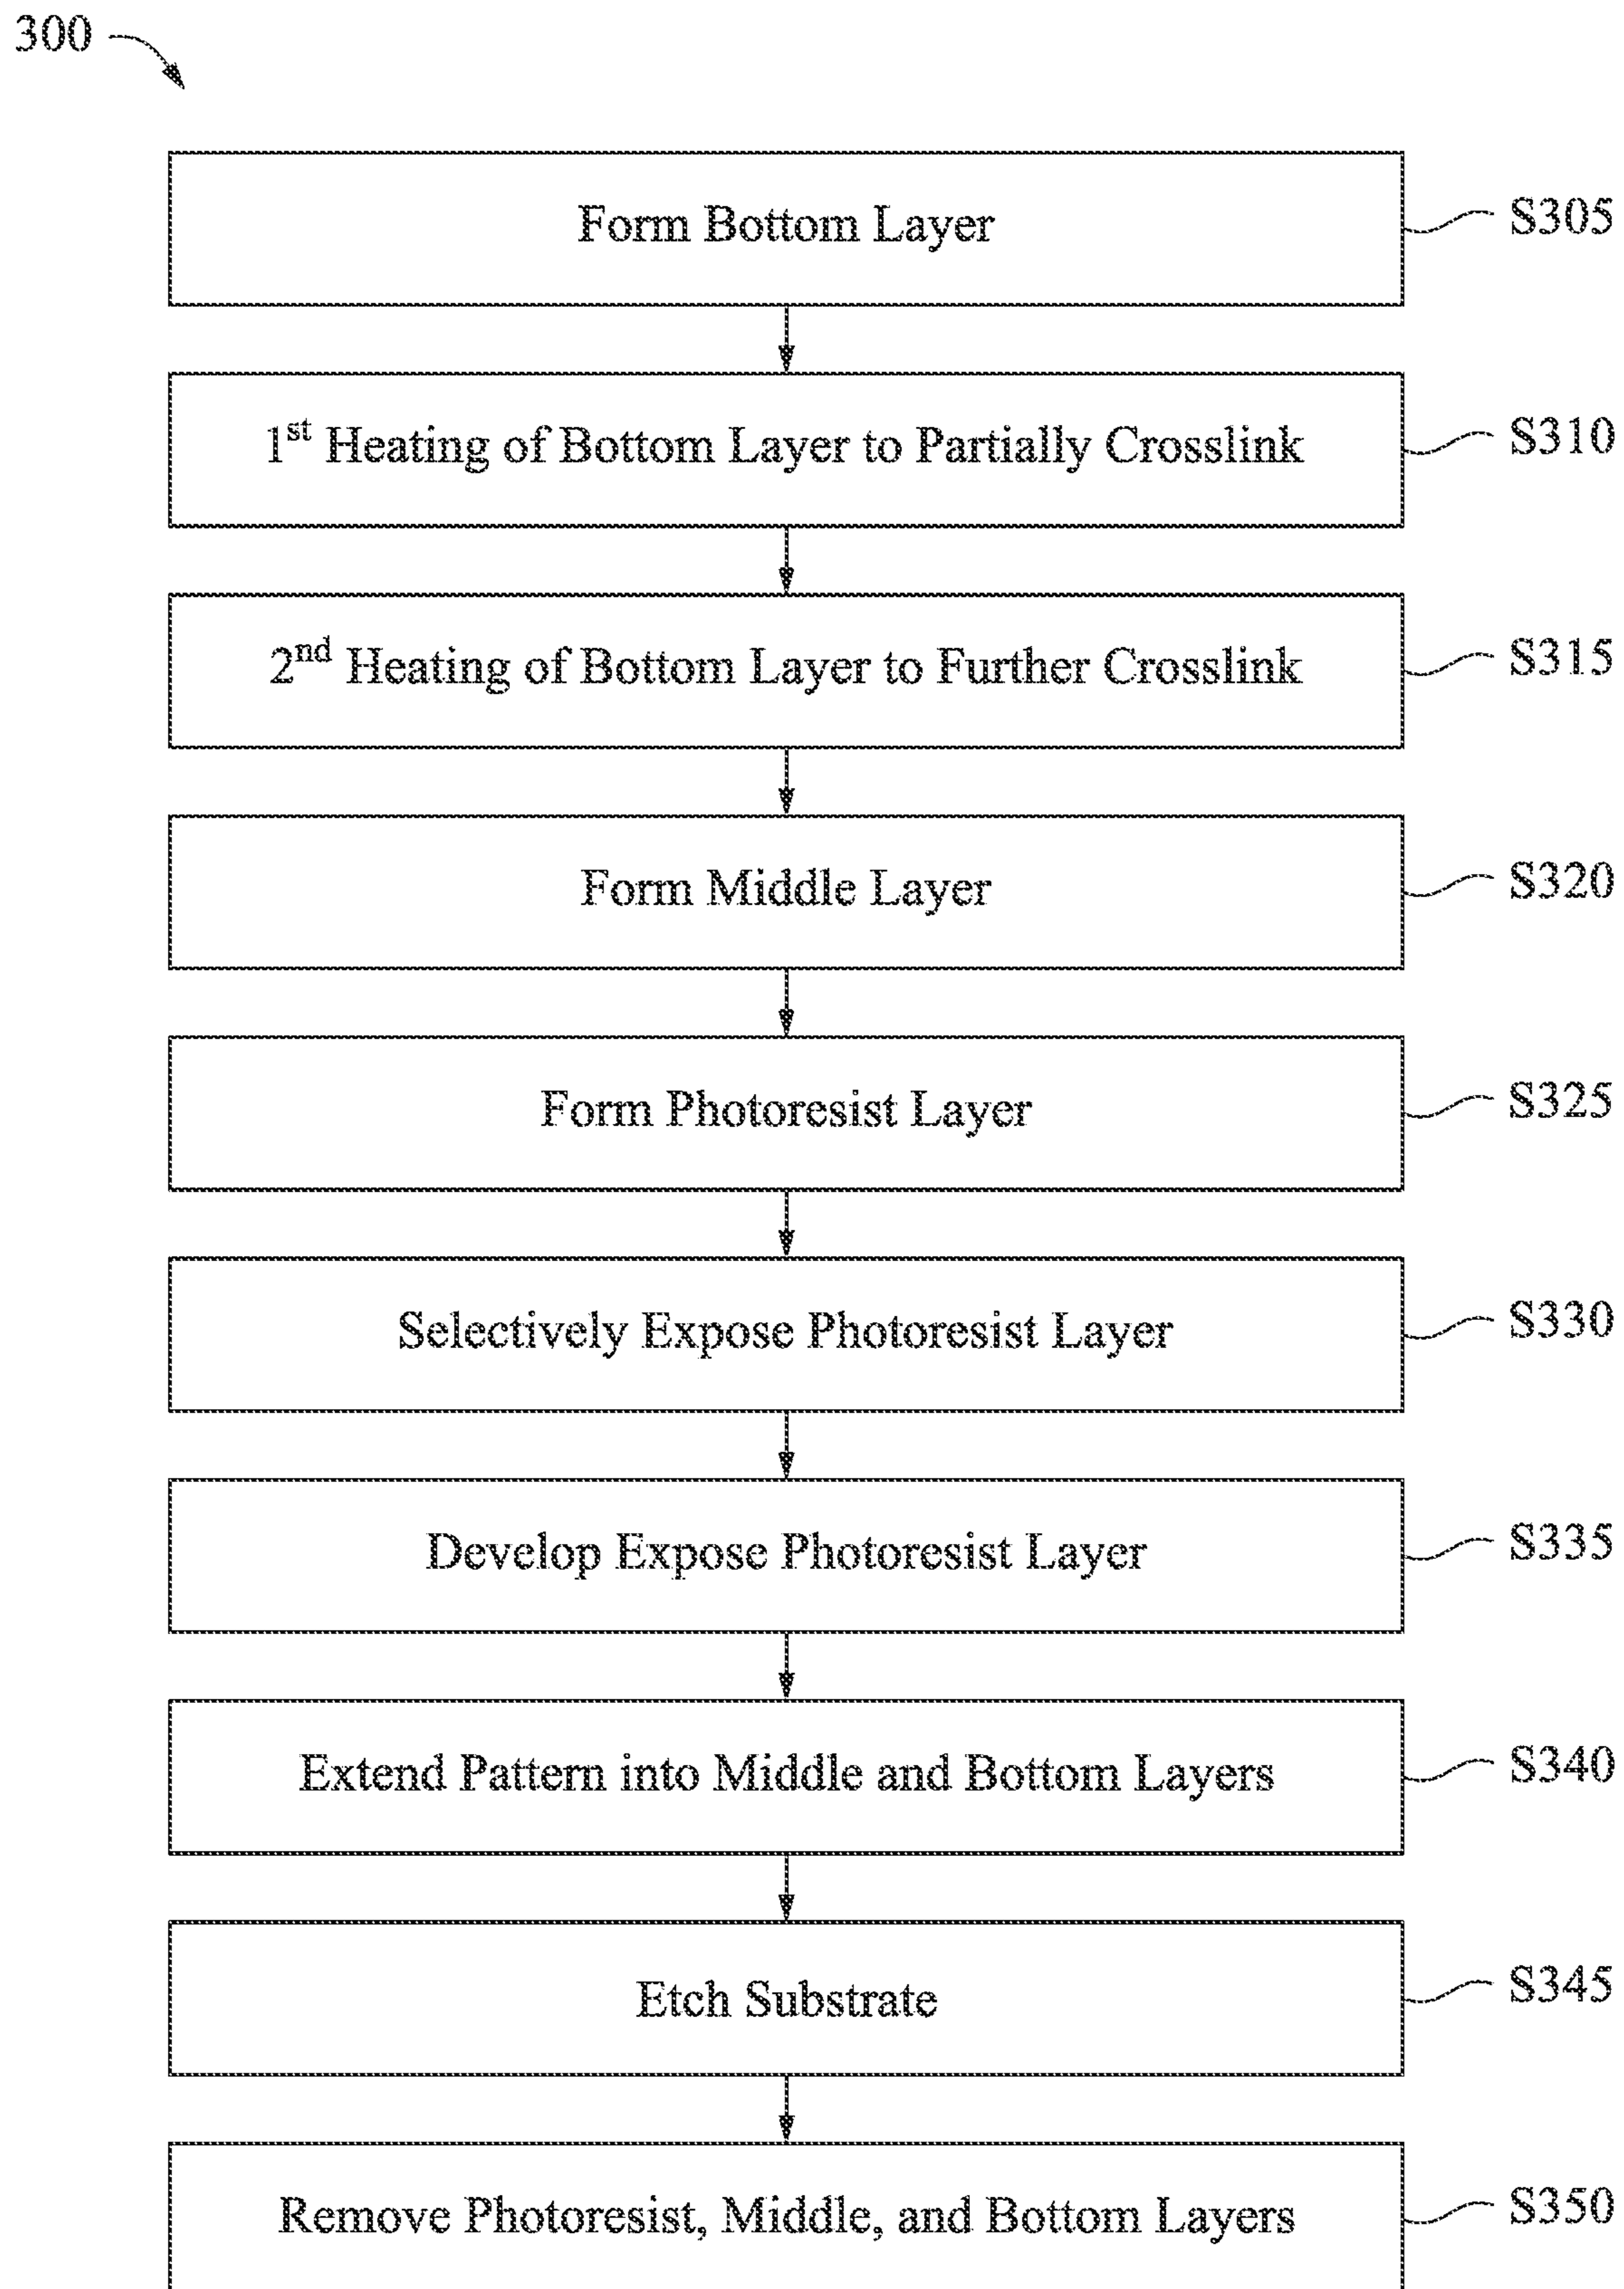 300
Form Bottom Layer
S305
1st Heating of Bottom Layer to Partially Crosslink
S310
2nd Heating of Bottom Layer to Further Crosslink
S315
Form Middle Layer
S320
Form Photoresist Layer
S325
Selectively Expose Photoresist Layer
S330
Develop Expose Photoresist Layer
S335
Extend Pattern into Middle and Bottom Layers
S340
Etch Substrate
S345
Remove Photoresist, Middle, and Bottom Layers
S350